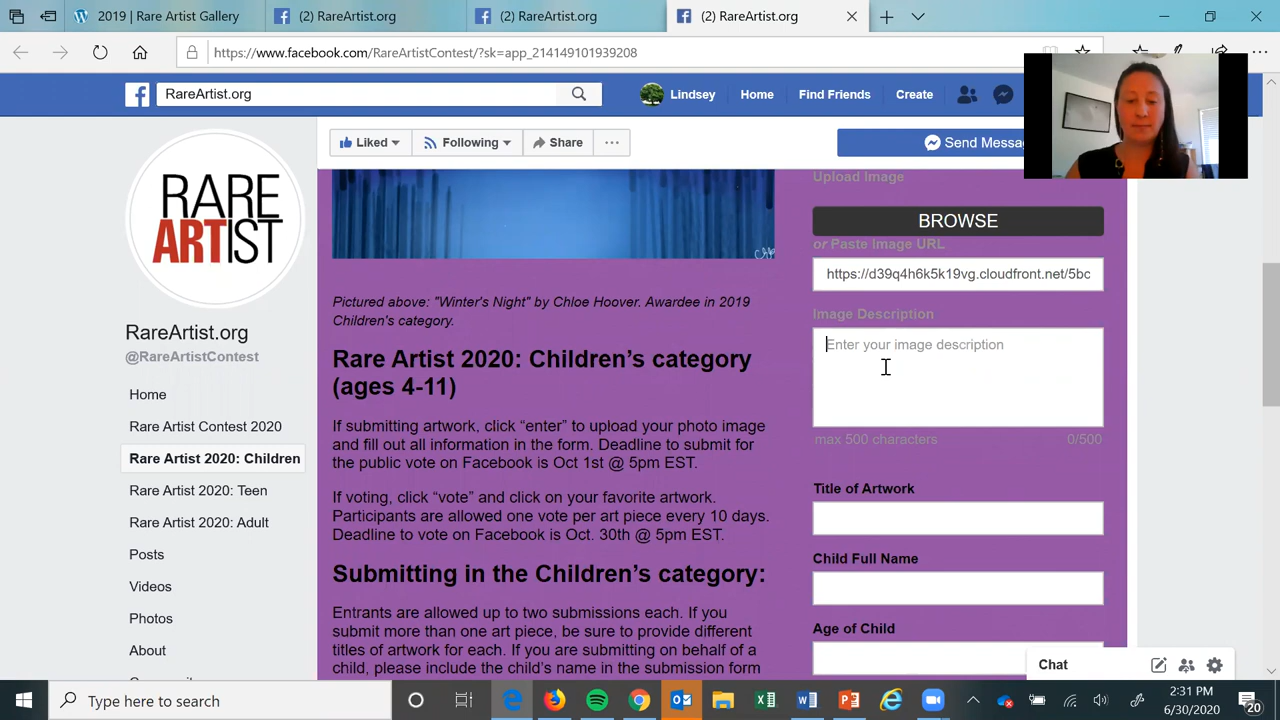 2019 | Rare Artist Gallery
(2) RareArtist.org
(2) RareArtist.org
(2) RareArtist.org
https://www.facebook.com/RareArtistContest/?sk=app_214149101939208
RareArtist.org
Lindsey
Home
Find Friends
Create
Liked
Following
Share
Send Messa
RARE
ARTIST
RareArtist.org
@RareArtistContest
Home
Rare Artist Contest 2020
Rare Artist 2020: Children
Rare Artist 2020: Teen
Rare Artist 2020: Adult
Posts
Videos
Photos
About
Pictured above: "Winter's Night" by Chloe Hoover. Awardee in 2019
Children's category.
Rare Artist 2020: Children’s category
(ages 4-11)
If submitting artwork, click “enter” to upload your photo image
and fill out all information in the form. Deadline to submit for
the public vote on Facebook is Oct 1st @ 5pm EST.
If voting, click “vote” and click on your favorite artwork.
Participants are allowed one vote per art piece every 10 days.
Deadline to vote on Facebook is Oct. 30th @ 5pm EST.
Submitting in the Children’s category:
Entrants are allowed up to two submissions each. If you
submit more than one art piece, be sure to provide different
titles of artwork for each. If you are submitting on behalf of a
child, please include the child’s name in the submission form
Upload Image
BROWSE
or Paste Image URL
https://d39q4h6k5k19vg.cloudfront.net/5bc
Image Description
Enter your image description
max 500 characters
0/500
Title of Artwork
Child Full Name
Age of Child
Chat
Type here to search
2:31 PM
6/30/2020
20